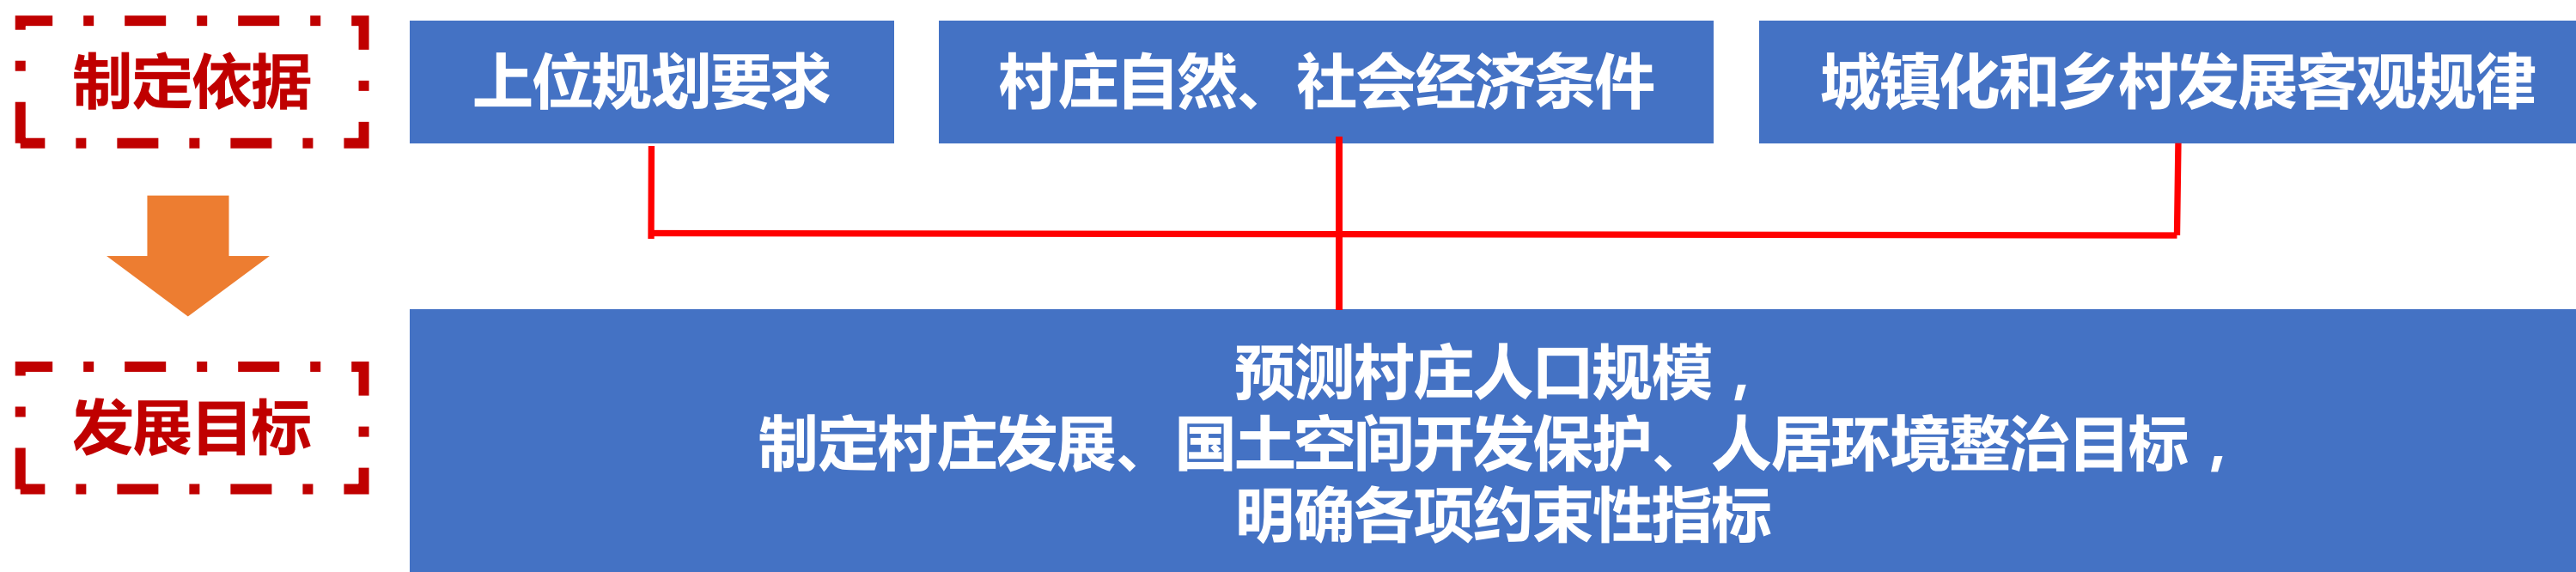 制定依据
上位规划要求
村庄自然、社会经济条件
城镇化和乡村发展客观规律
发展目标
预测村庄人口规模，
制定村庄发展、国土空间开发保护、人居环境整治目标，
明确各项约束性指标